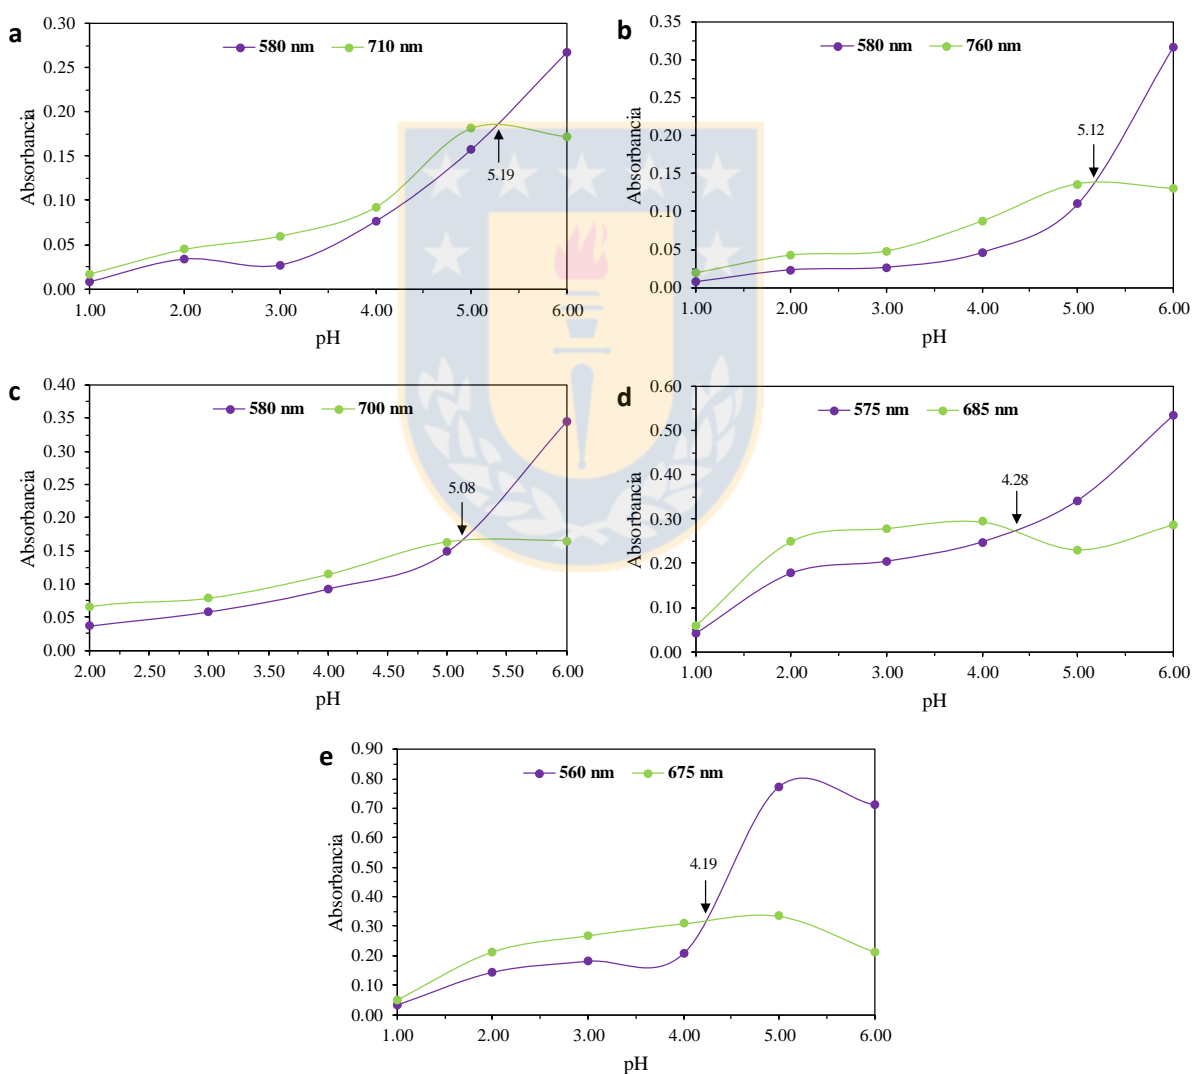 a
580 nm 710 nm
0.30
0.25
0.20
0.15
0.10
0.05
0.00
Absorbancia
5.19
1.00 2.00 3.00 4.00 5.00 6.00
pH
b
580 nm 760 nm
0.35
0.30
0.25
0.20
0.15
0.10
0.05
0.00
Absorbancia
5.12
1.00 2.00 3.00 4.00 5.00 6.00
pH
c
580 nm 700 nm
0.40
0.35
0.30
0.25
0.20
0.15
0.10
0.05
0.00
Absorbancia
5.08
2.00 2.50 3.00 3.50 4.00 4.50 5.00 5.50 6.00
pH
d
575 nm 685 nm
0.60
0.50
0.40
0.30
0.20
0.10
0.00
Absorbancia
4.28
1.00 2.00 3.00 4.00 5.00 6.00
pH
e
560 nm 675 nm
0.90
0.80
0.70
0.60
0.50
0.40
0.30
0.20
0.10
0.00
Absorbancia
4.19
1.00 2.00 3.00 4.00 5.00 6.00
pH